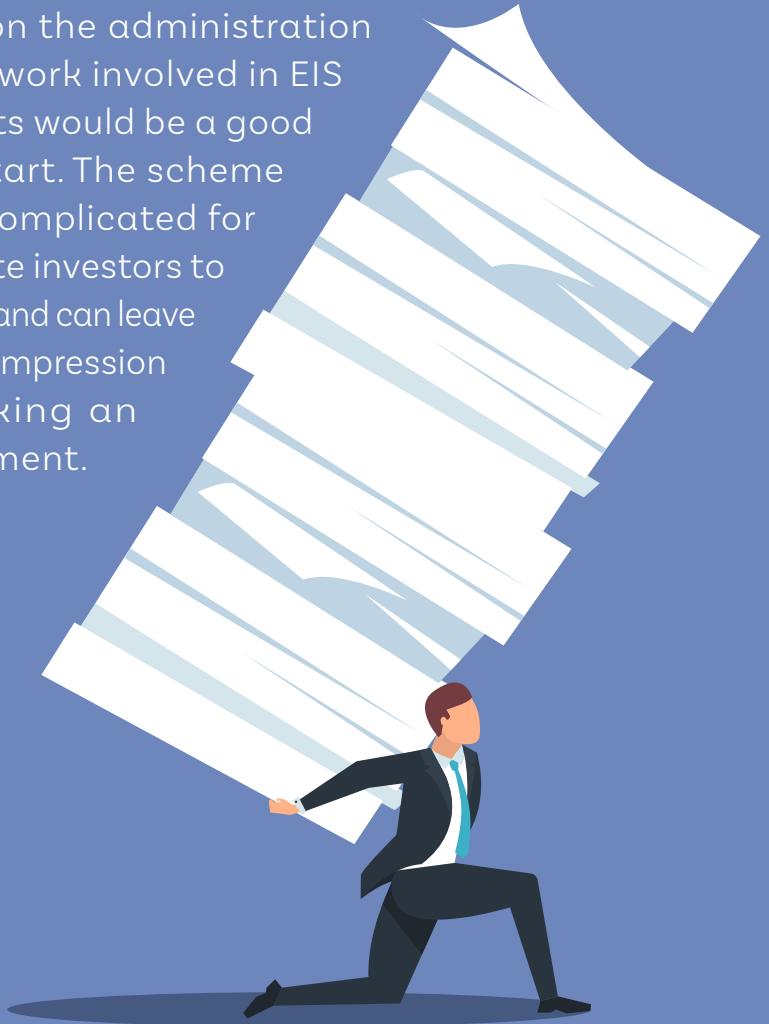 on the administration
work involved in EIS
ts would be a good
tart. The scheme
omplicated for
te investors to
and can leave
mpression
king an
ment.